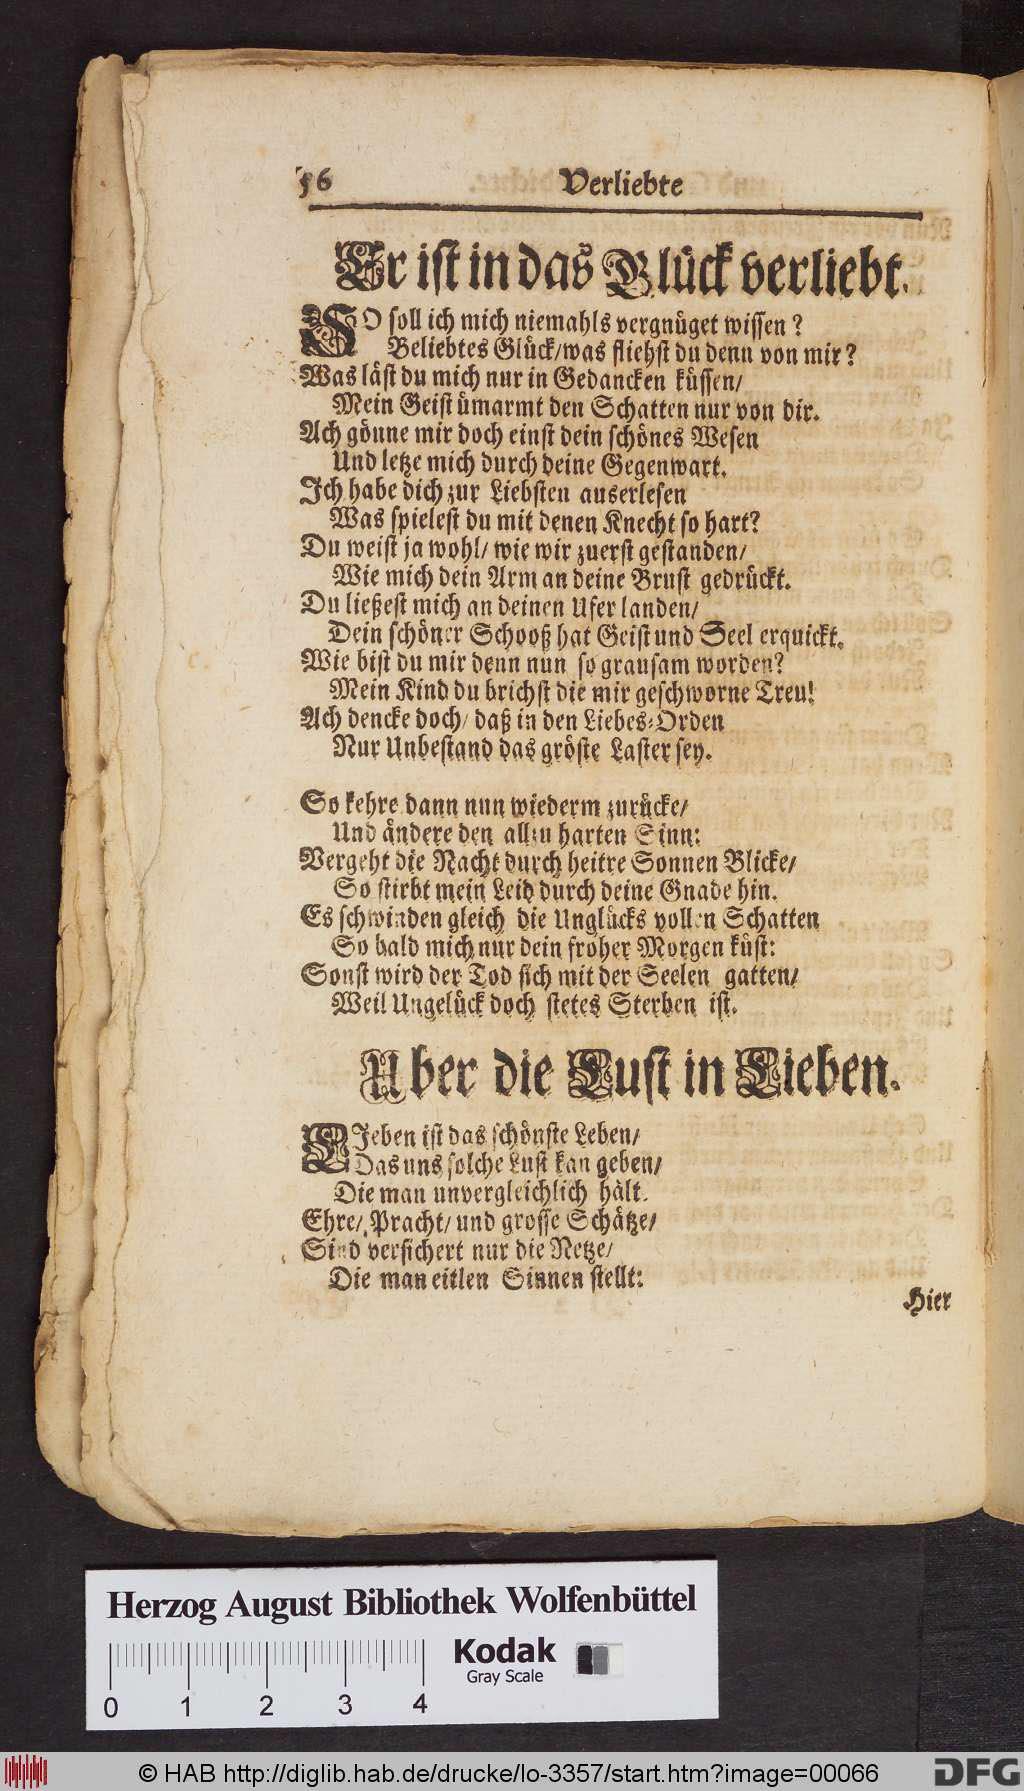 56 Verliebte
Er ist in das Glück verliebt.
SO soll ich mich niemahls vergnüget wissen?
Beliebtes Glück/was fliehst du denn von mir?
Was läst du mich nur in Gedancken küssen/
Mein Geist ümarmt den Schatten nur von dir.
Ach gönne mir doch einst dein schönes Wesen
Und letze mich durch deine Gegenwart.
Ich habe dich zur Liebsten auserlesen
Was spielest du mit denen Knecht so hart?
Du weist ja wohl/ wie wir zuerst gestanden/
Wie mich dein Arm an deine Brust gedrückt.
Du ließest mich an deinen Ufer landen/
Dein schöner Schooß hat Geist und Seel erquickt.
Wie bist du mir denn nun so grausam worden?
Mein Kind du brichst die mir geschworne Treu!
Ach dencke doch/ daß in den Liebes-Orden
Nur Unbestand das gröste Laster sey.
So kehre dann nun wiederm zurücke/
Und ändere den allzu harten Sinn:
Vergeht die Nacht durch heitre Sonnen Blicke/
So stirbt mein Leid durch deine Gnade hin.
Es schwinden gleich die Unglücks vollen Schatten
So bald mich nur dein froher Morgen küst:
Sonst wird der Tod sich mit der Seelen gatten/
Weil Ungelück doch stetes Sterben ist.
Uber die Lust in Lieben.
LIeben ist das schönste Leben/
Das uns solche Lust kan geben/
Die man unvergleichlich hält.
Ehre/ Pracht/ und grosse Schätze/
Sind versichert nur die Netze/
Die man eitlen Sinnen stellt:
Hier
Herzog August Bibliothek Wolfenbüttel
Kodak
Gray Scale
0 1 2 3 4
© HAB http://diglib.hab.de/drucke/lo-3357/start.htm?image=00066
DFG